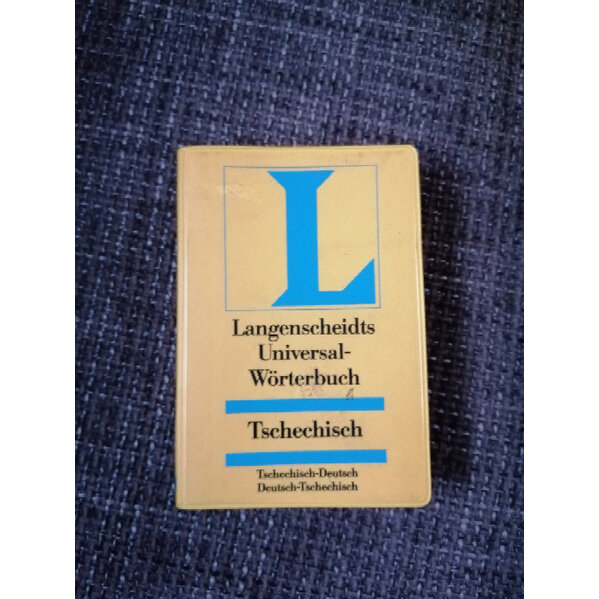 L
Langenscheidts
Universal-
Wörterbuch
Tschechisch
Tschechisch-Deutsch
Deutsch-Tschechisch